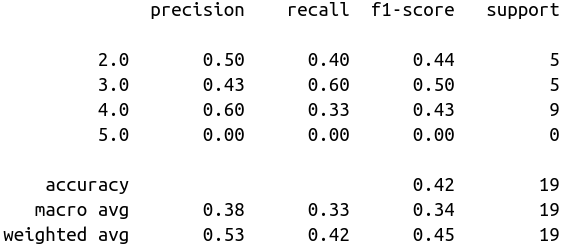 precision recall f1-score support
2.0 0.50 0.40 0.44 5
3.0 0.43 0.60 0.50 5
4.0 0.60 0.33 0.43 9
5.0 0.00 0.00 0.00 0
accuracy 0.42 19
macro avg 0.38 0.33 0.34 19
weighted avg 0.53 0.42 0.45 19